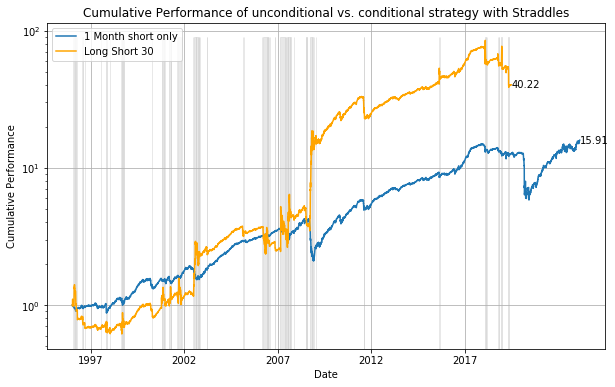 Cumulative Performance of unconditional vs. conditional strategy with Straddles
1 Month short only
Long Short 30
10²
10¹
10⁰
Cumulative Performance
40.22
15.91
1997
2002
2007
2012
2017
Date